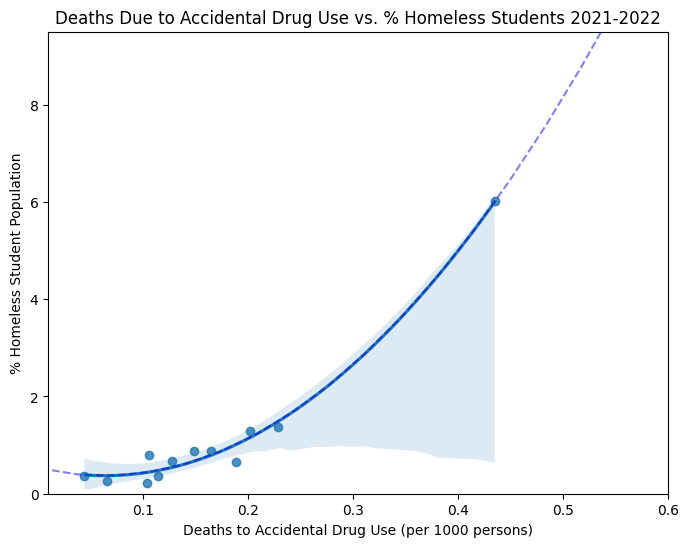 Deaths Due to Accidental Drug Use vs. % Homeless Students 2021-2022
% Homeless Student Population
8
6
4
2
0
0.1 0.2 0.3 0.4 0.5 0.6
Deaths to Accidental Drug Use (per 1000 persons)